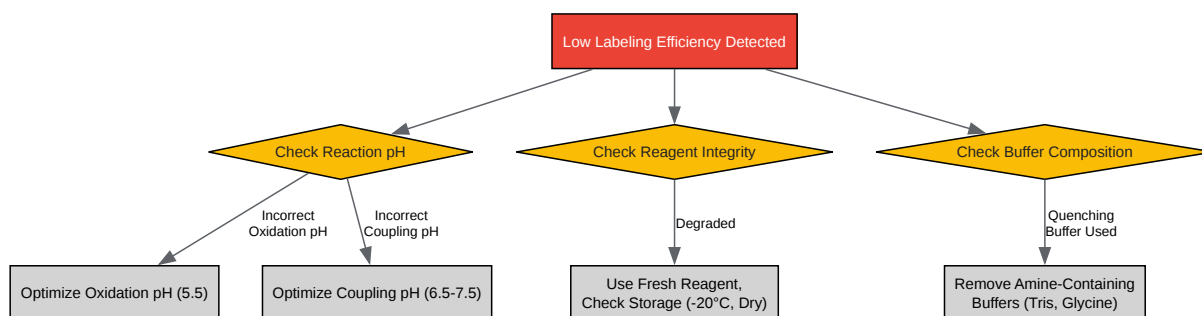 Low Labeling Efficiency Detected
Check Reaction pH
Check Reagent Integrity
Check Buffer Composition
Incorrect
Oxidation pH
Incorrect
Coupling pH
Degraded
Quenching
Buffer Used
Optimize Oxidation pH (5.5)
Optimize Coupling pH (6.5-7.5)
Use Fresh Reagent,
Check Storage (-20°C, Dry)
Remove Amine-Containing
Buffers (Tris, Glycine)